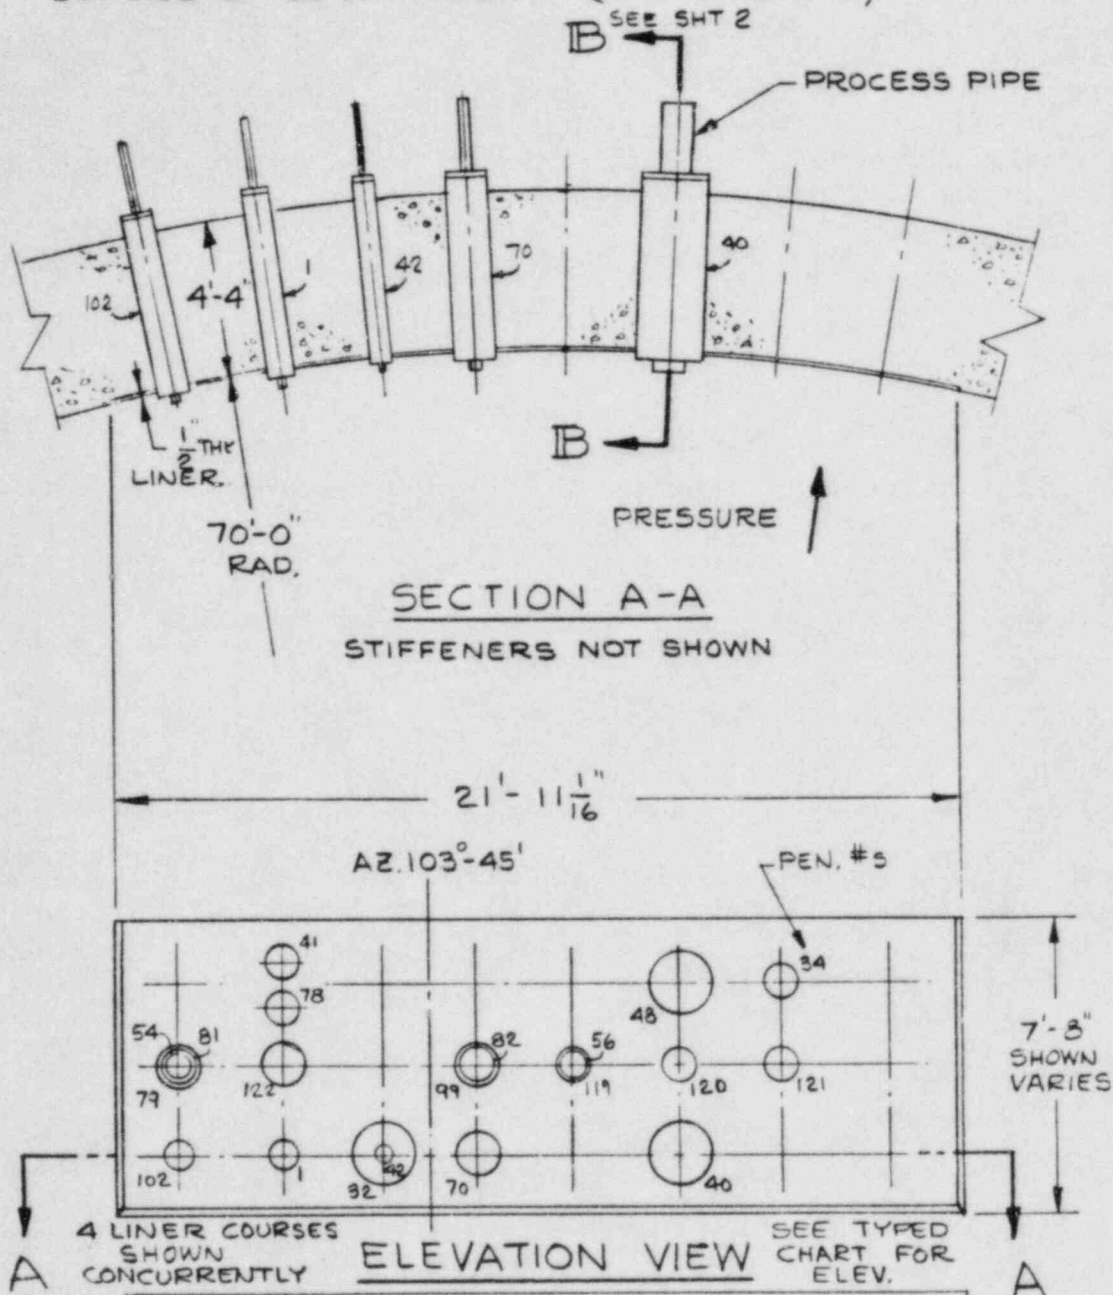 SEE SHT 2
B
PROCESS PIPE
102
4'-4"
1
42
70
40
1/2" THK
LINER.
B
70'-0"
RAD.
PRESSURE
SECTION A-A
STIFFENERS NOT SHOWN
21'-11 1/16"
AZ. 103°-45'
PEN. #S
41
78
54
81
79
122
82
99
56
119
48
34
120
121
7'-8"
SHOWN
VARIES
102
1
32
42
70
40
A
4 LINER COURSES
SHOWN
CONCURRENTLY
ELEVATION VIEW
SEE TYPED
CHART FOR
ELEV.
A